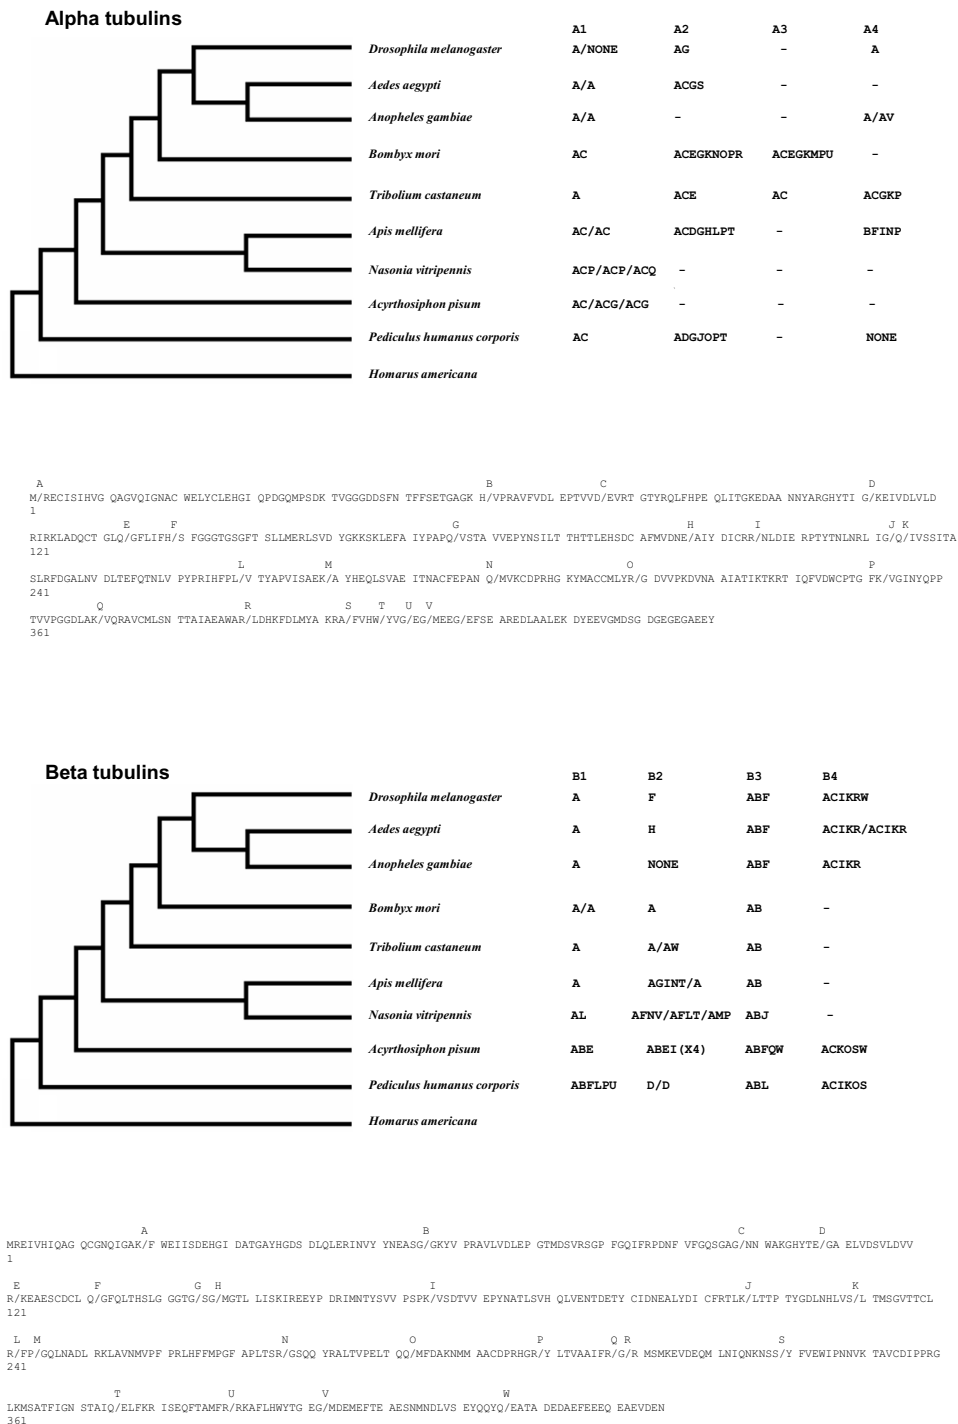 Alpha tubulins
A1 A2 A3 A4
Drosophila melanogaster A/NONE AG - A
Aedes aegypti A/A ACGS - -
Anopheles gambiae A/A - - A/AV
Bombyx mori AC ACEGKNOPR ACEGKMPU -
Tribolium castaneum A ACE AC ACGKP
Apis mellifera AC/AC ACDGHLPT - BFINP
Nasonia vitripennis ACP/ACP/ACQ - - -
Acyrthosiphon pisum AC/ACG/ACG - - -
Pediculus humanus corporis AC ADGJOPT - NONE
Homarus americana
A B C D
M/RECISIHVG QAGVQIGNAC WELYCLEHGI QPDGQMPSDK TVGGGDDSFN TFFSETGAGK H/VPRAVFVDL EPTVVD/EVRT GTYRQLFHPE QLITGKEDAA NNYARGHYTI G/KEIVDLVLD
1
E F G H I J K
RIRKLADQCT GLQ/GFLIFH/S FGGGTGSGFT SLLMERLSVD YGKKSKLEFA IYPAPQ/VSTA VVEPYNSILT THTTLEHSDC AFMVDNE/AIY DICRR/NLDIE RPTYTNLNRL IG/Q/IVSSITA
121
L M N O P
SLRFDGALNV DLTEFQTNLV PYPRIHFPL/V TYAPVISAEK/A YHEQLSVAE ITNACFEPAN Q/MVKCDPRHG KYMACCMLYR/G DVVPKDVNA AIATIKTKRT IQFVDWCPTG FK/VGINYQPP
241
Q R S T U V
TVVPGGDLAK/VQRAVCMLSN TTAIAEAWAR/LDHKFDLMYA KRA/FVHW/YVG/EG/MEEG/EFSE AREDLAALEK DYEEVGMDSG DGEGEGAEEY
361
Beta tubulins
B1 B2 B3 B4
Drosophila melanogaster A F ABF ACIKRW
Aedes aegypti A H ABF ACIKR/ACIKR
Anopheles gambiae A NONE ABF ACIKR
Bombyx mori A/A A AB -
Tribolium castaneum A A/AW AB -
Apis mellifera A AGINT/A AB -
Nasonia vitripennis AL AFNV/AFLT/AMP ABJ -
Acyrthosiphon pisum ABE ABEI(X4) ABFQW ACKOSW
Pediculus humanus corporis ABFLPU D/D ABL ACIKOS
Homarus americana
A B C D
MREIVHIQAG QCGNQIGAK/F WEIISDEHGI DATGAYHGDS DLQLERINVY YNEASG/GKYV PRAVLVDLEP GTMDSVRSGP FGQIFRPDNF VFGQSGAG/NN WAKGHYTE/GA ELVDSVLDVV
1
E F G H I J K
R/KEAESCDCL Q/GFQLTHSLG GGTG/SG/MGTL LISKIREEYP DRIMNTYSVV PSPK/VSDTVV EPYNATLSVH QLVENTDETY CIDNEALYDI CFRTLK/LTTP TYGDLNHLVS/L TMSGVTTCL
121
L M N O P Q R S
R/FP/GQLNADL RKLAVNMVPF PRLHFFMPGF APLTSR/GSQQ YRALTVPELT QQ/MFDAKNMM AACDPRHGR/Y LTVAAIFR/G/R MSMKEVDEQM LNIQNKNSS/Y FVEWIPNNVK TAVCDIPPRG
241
T U V W
LKMSATFIGN STAIQ/ELFKR ISEQFTAMFR/RKAFLHWYTG EG/MDEMEFTE AESNMNDLVS EYQQYQ/EATA DEDAEFEEEQ EAEVDEN
361